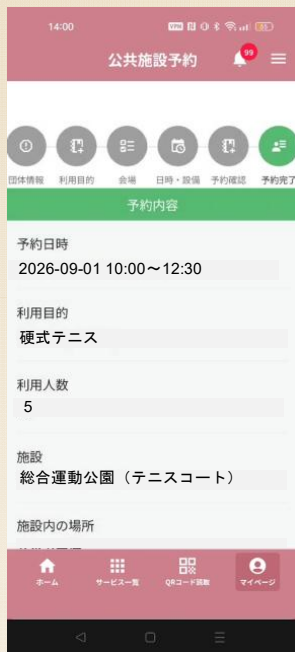 14:00
公共施設予約
99
団体情報 利用目的 会場 日時・設備 予約確認 予約完了
予約内容
予約日時
2026-09-01 10:00～12:30
利用目的
硬式テニス
利用人数
5
施設
総合運動公園（テニスコート）
施設内の場所
ホーム サービス一覧 QRコード読取 マイページ